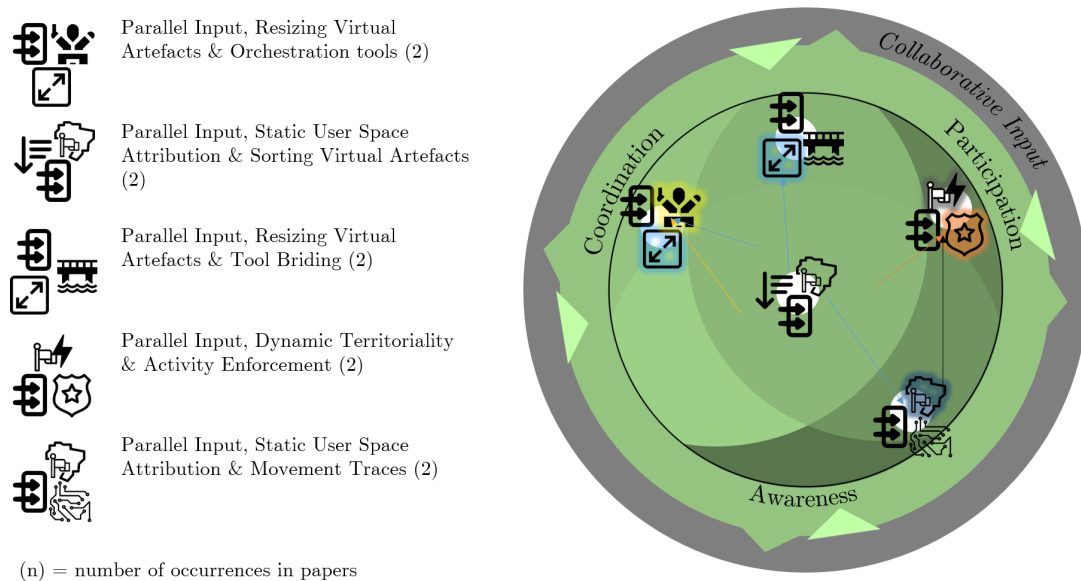 Parallel Input, Resizing Virtual
Artefacts & Orchestration tools (2)
Parallel Input, Static User Space
Attribution & Sorting Virtual Artefacts
(2)
Parallel Input, Resizing Virtual
Artefacts & Tool Briding (2)
Parallel Input, Dynamic Territoriality
& Activity Enforcement (2)
Parallel Input, Static User Space
Attribution & Movement Traces (2)
(n) = number of occurrences in papers
Collaborative Input
Coordination
Participation
Awareness